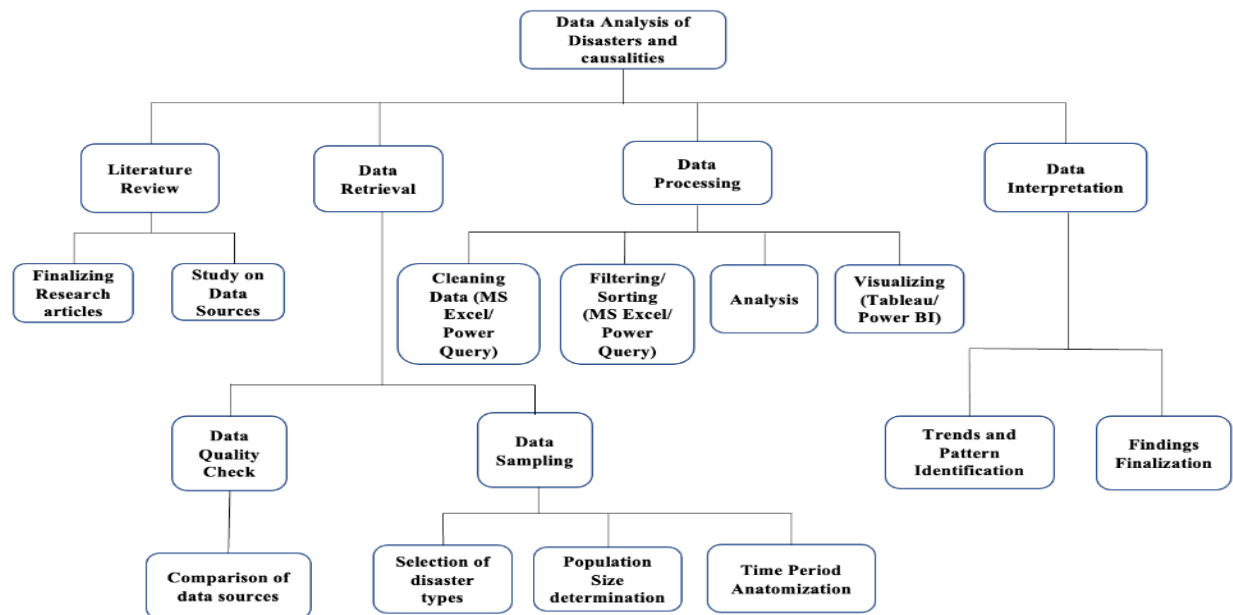 Data Analysis of
Disasters and
causalities
Literature
Review
Data
Retrieval
Data
Processing
Data
Interpretation
Finalizing
Research
articles
Study on
Data
Sources
Cleaning
Data (MS
Excel/
Power
Query)
Filtering/
Sorting
(MS Excel/
Power
Query)
Analysis
Visualizing
(Tableau/
Power BI)
Data
Quality
Check
Data
Sampling
Trends and
Pattern
Identification
Findings
Finalization
Comparison of
data sources
Selection of
disaster
types
Population
Size
determination
Time Period
Anatomization